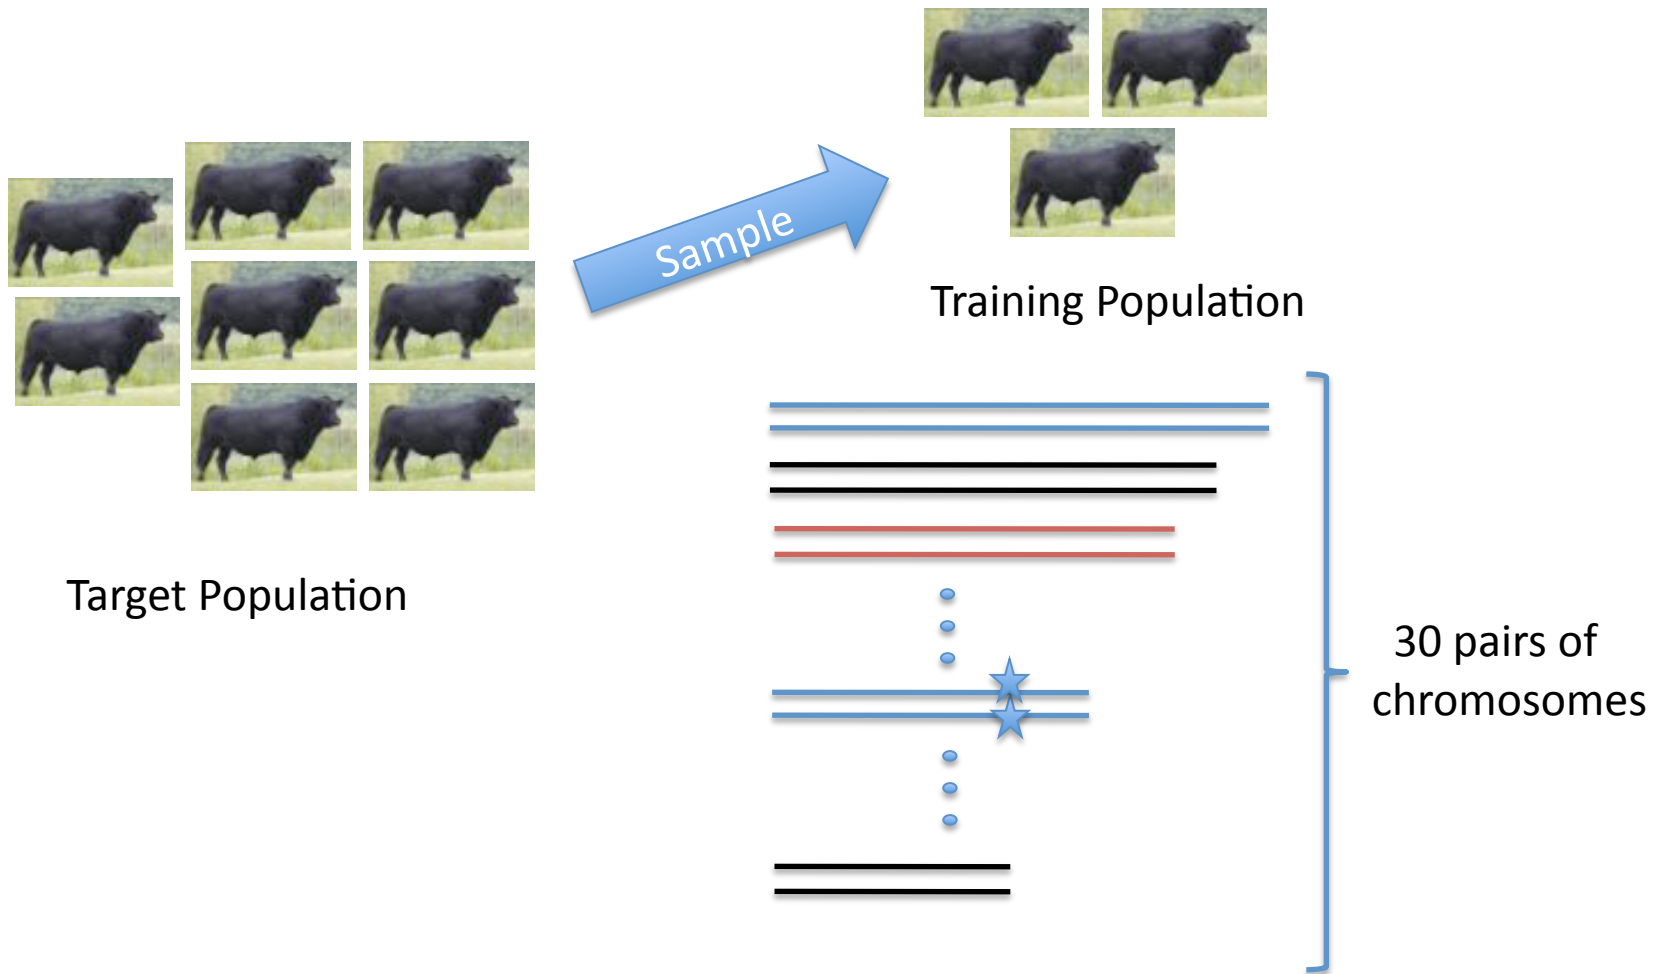 Sample
Training Population
Target Population
30 pairs of
chromosomes